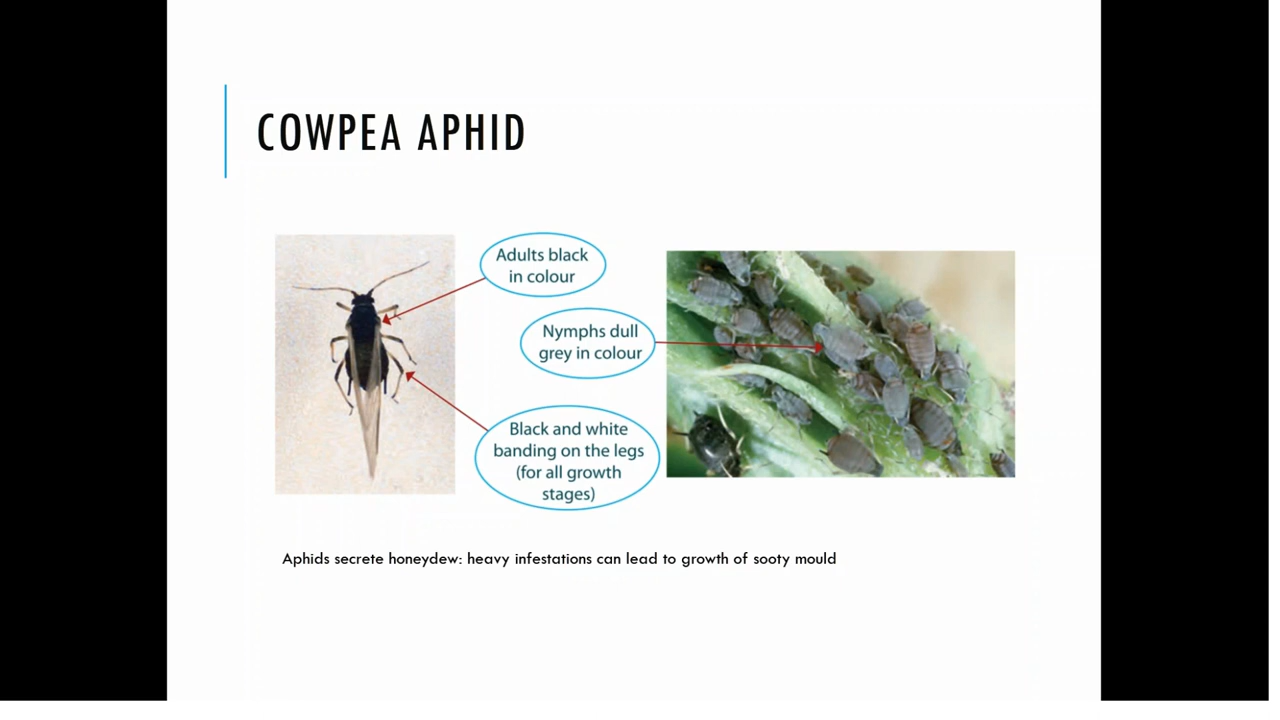 COWPEA APHID
Adults black
in colour
Nymphs dull
grey in colour
Black and white
banding on the legs
(for all growth
stages)
Aphids secrete honeydew: heavy infestations can lead to growth of sooty mould